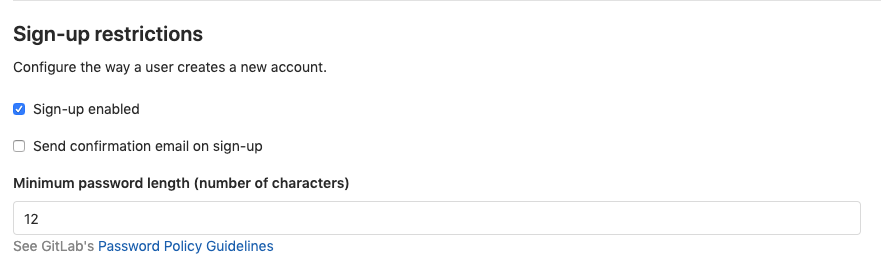 Sign-up restrictions
Configure the way a user creates a new account.
Sign-up enabled
Send confirmation email on sign-up
Minimum password length (number of characters)
12
See GitLab's Password Policy Guidelines